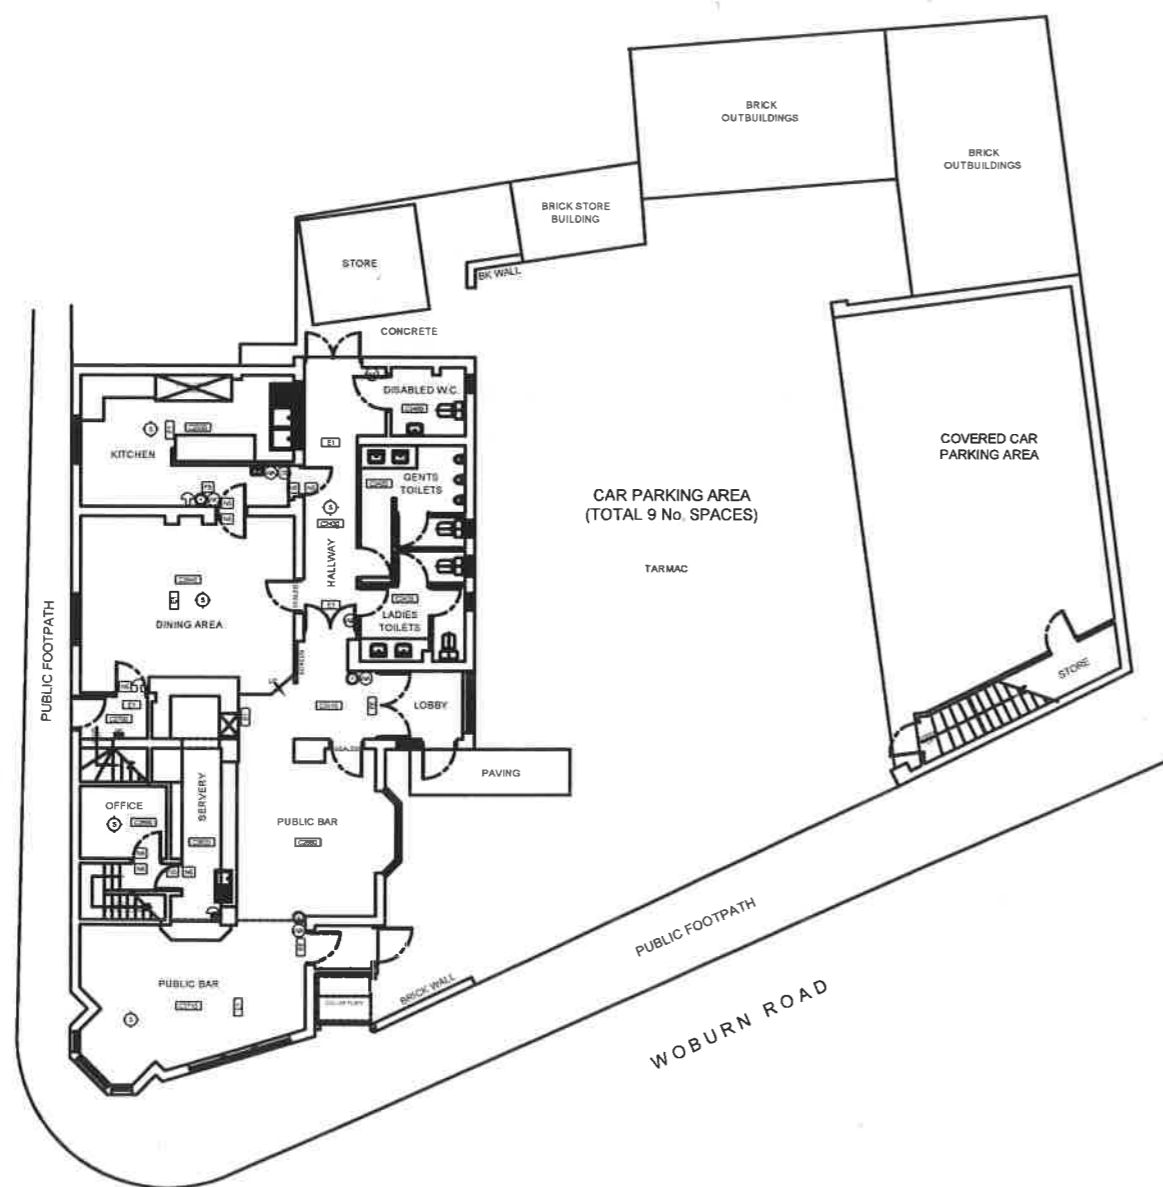 BRICK
OUTBUILDINGS
BRICK
OUTBUILDINGS
BRICK STORE
BUILDING
STORE
BK WALL
CONCRETE
DISABLED W.C.
KITCHEN
GENTS
TOILETS
E1
COVERED CAR
PARKING AREA
CAR PARKING AREA
(TOTAL 9 No. SPACES)
TARMAC
HALLWAY
DINING AREA
LADIES
TOILETS
PUBLIC FOOTPATH
SCREEN
LOBBY
STORE
PAVING
OFFICE
SERVERY
PUBLIC BAR
PUBLIC FOOTPATH
PUBLIC BAR
BRICK WALL
WOBURN ROAD